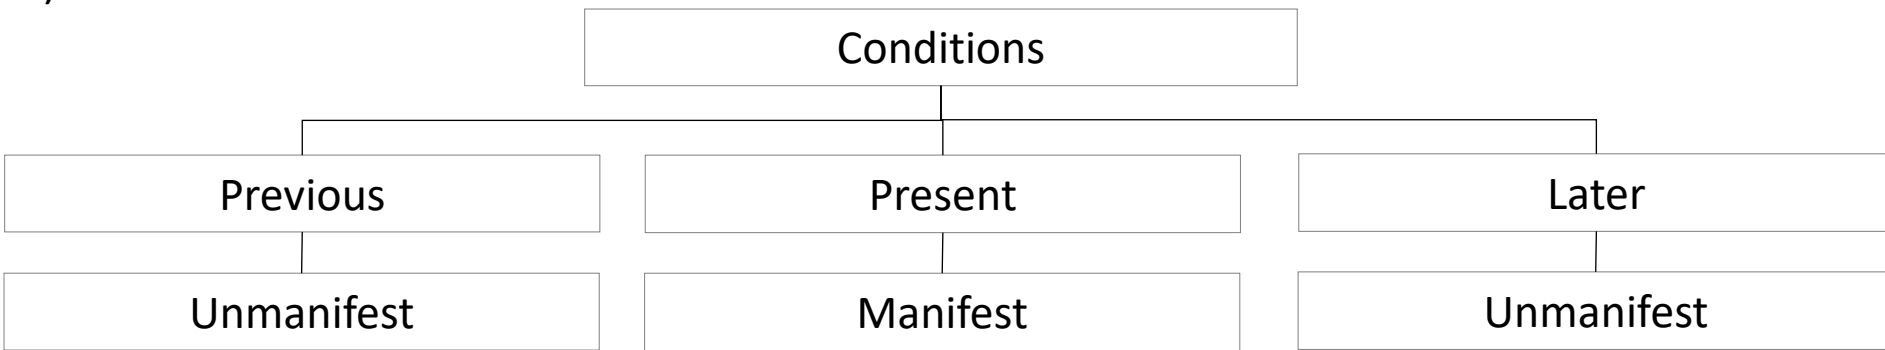 Conditions
Previous
Present
Later
Unmanifest
Manifest
Unmanifest